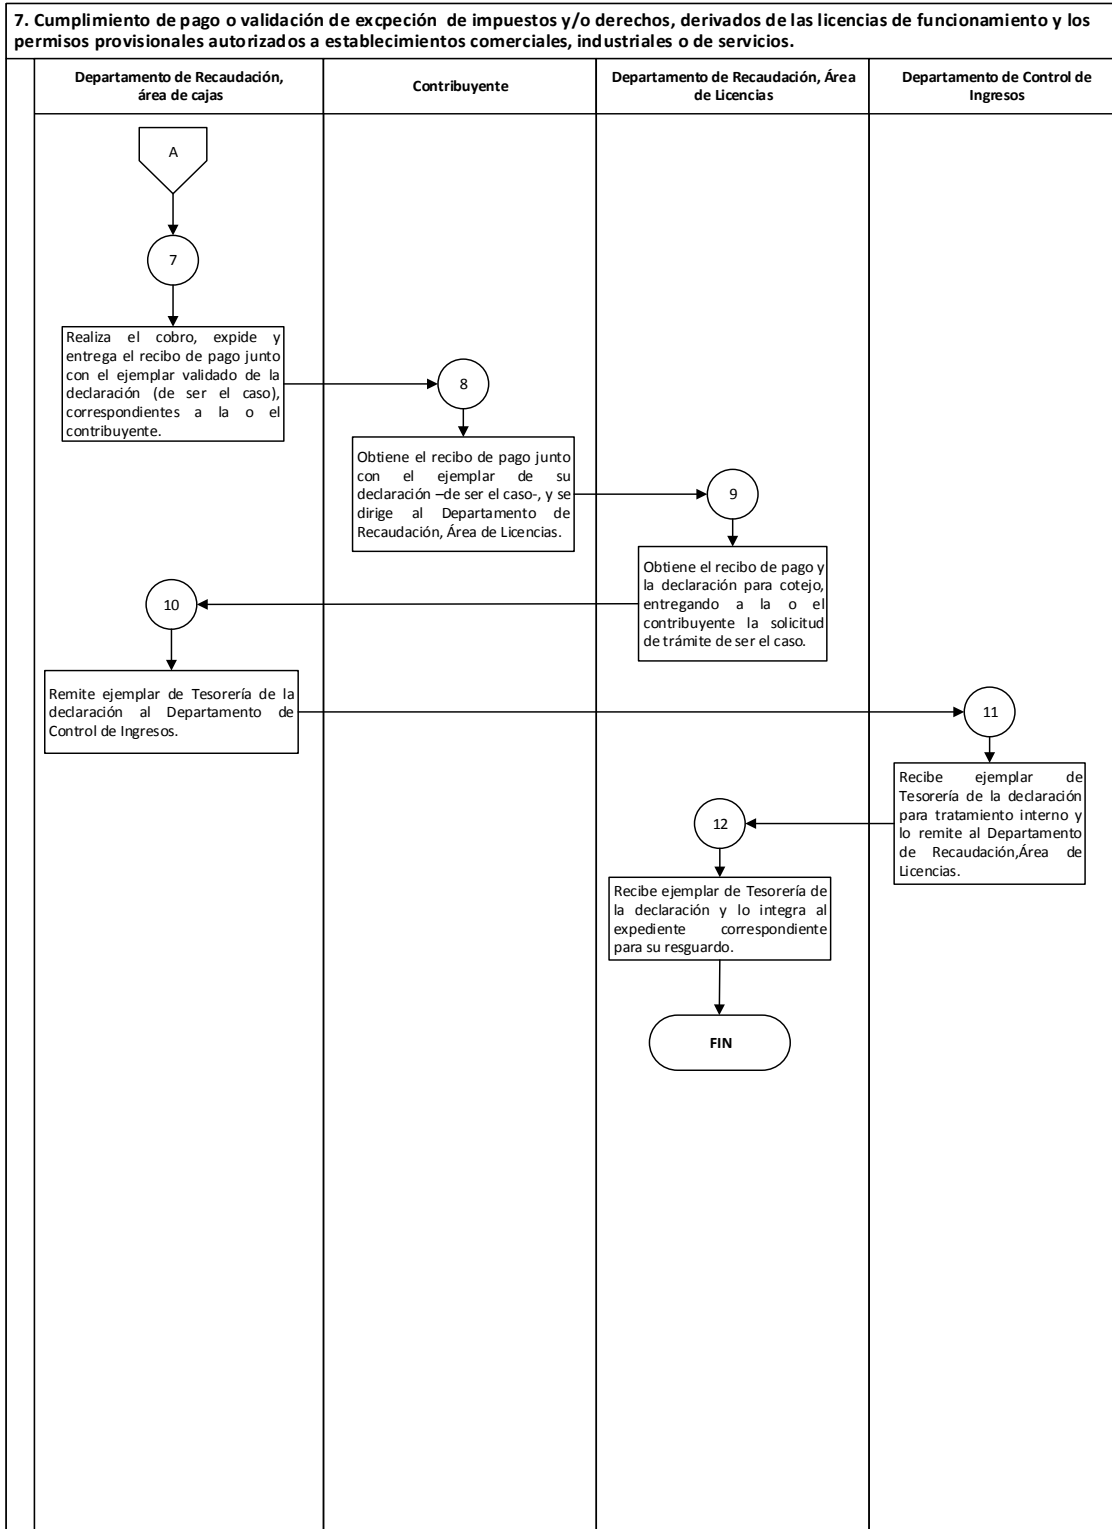 7. Cumplimiento de pago o validación de excpeción de impuestos y/o derechos, derivados de las licencias de funcionamiento y los
permisos provisionales autorizados a establecimientos comerciales, industriales o de servicios.
Departamento de Recaudación,
área de cajas
Contribuyente
Departamento de Recaudación, Área
de Licencias
Departamento de Control de
Ingresos
A
7
Realiza el cobro, expide y
entrega el recibo de pago junto
con el ejemplar validado de la
declaración (de ser el caso),
correspondientes a la o el
contribuyente.
8
Obtiene el recibo de pago junto
con el ejemplar de su
declaración –de ser el caso-, y se
dirige al Departamento de
Recaudación, Área de Licencias.
9
Obtiene el recibo de pago y
la declaración para cotejo,
entregando a la o el
contribuyente la solicitud
de trámite de ser el caso.
10
Remite ejemplar de Tesorería de la
declaración al Departamento de
Control de Ingresos.
11
Recibe ejemplar de
Tesorería de la declaración
para tratamiento interno y
lo remite al Departamento
de Recaudación,Área de
Licencias.
12
Recibe ejemplar de Tesorería de
la declaración y lo integra al
expediente correspondiente
para su resguardo.
FIN